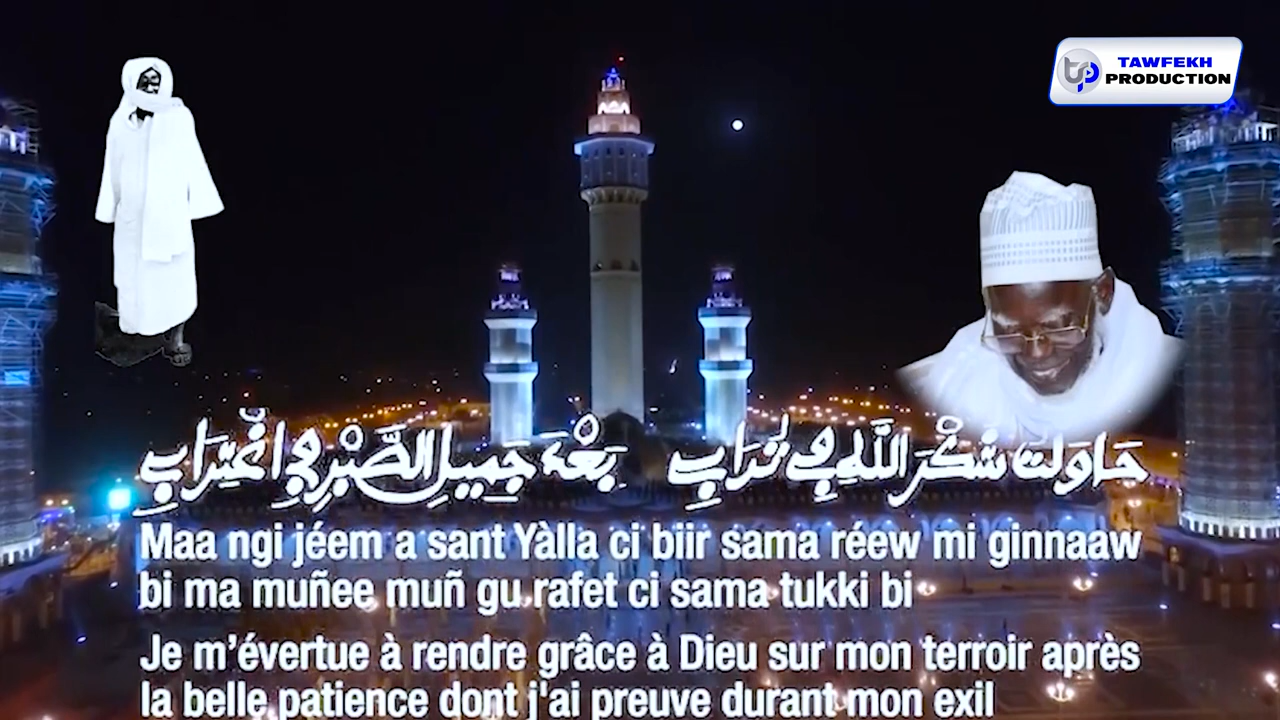 TAWFEKH
PRODUCTION
حَاوَلْتُ شُكْرَ اللَّهِ فِي تُرَابِ بَعْدَ جَمِيلِ الصَّبْرِ فِي اغْتِرَابِ
Maa ngi jéem a sant Yàlla ci biir sama réew mi ginnaaw
bi ma muñee muñ gu rafet ci sama tukki bi
Je m’évertue à rendre grâce à Dieu sur mon terroir après
la belle patience dont j'ai preuve durant mon exil